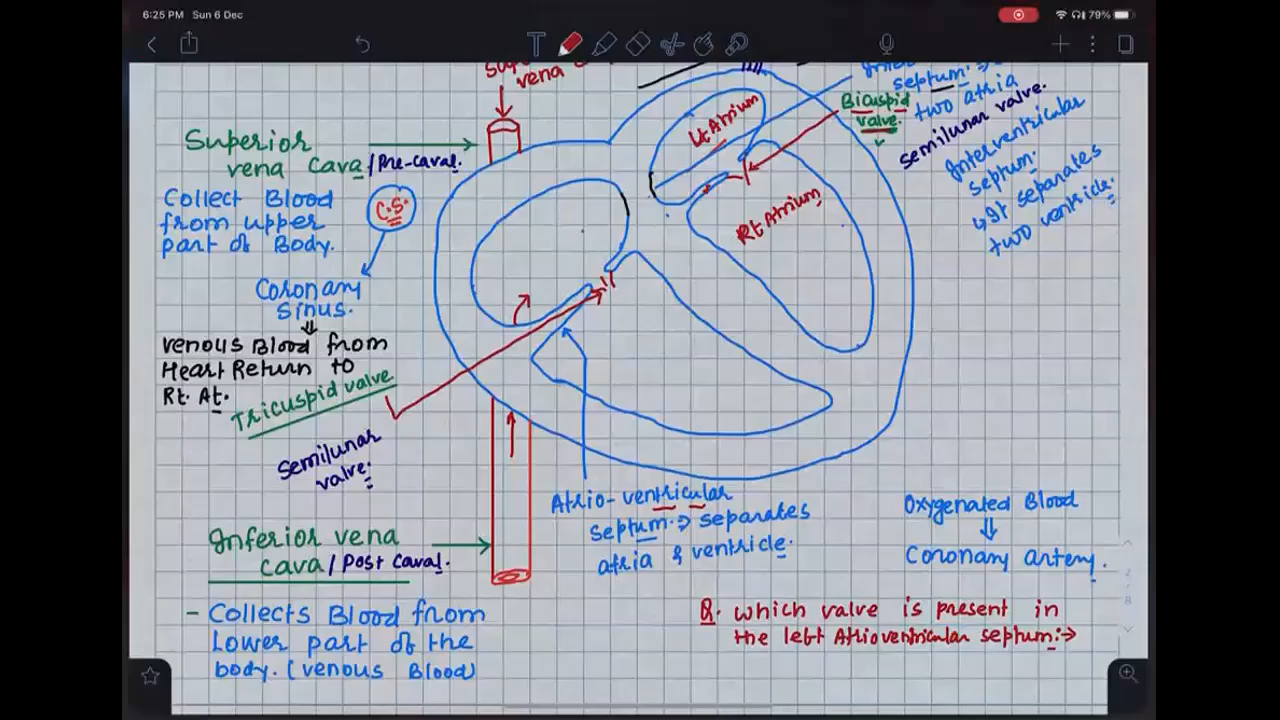 6:25 PM Sun 6 Dec
79%
T
vena
Superior
vena Cava/Pre-caval.
Collect Blood
from upper
part of Body.
C.S.
Coronary
Sinus.
⇓
Venous Blood from
Heart Return to
Rt. At.
Tricuspid valve
Semilunar
valve.
Inferior vena
cava/Post Caval.
- Collects Blood from
Lower part of the
body. (venous Blood)
Lt Atrium
Rt Atrium
Bicuspid
valve.
septum ⇒
two atria
semilunar valve.
Interventricular
septum.
↳ It separates
two ventricle.
Atrio-ventricular
septum ⇒ separates
atria & ventricle.
Oxygenated Blood
⇓
Coronary artery.
Q. which valve is present in
the left Atrioventricular septum:→